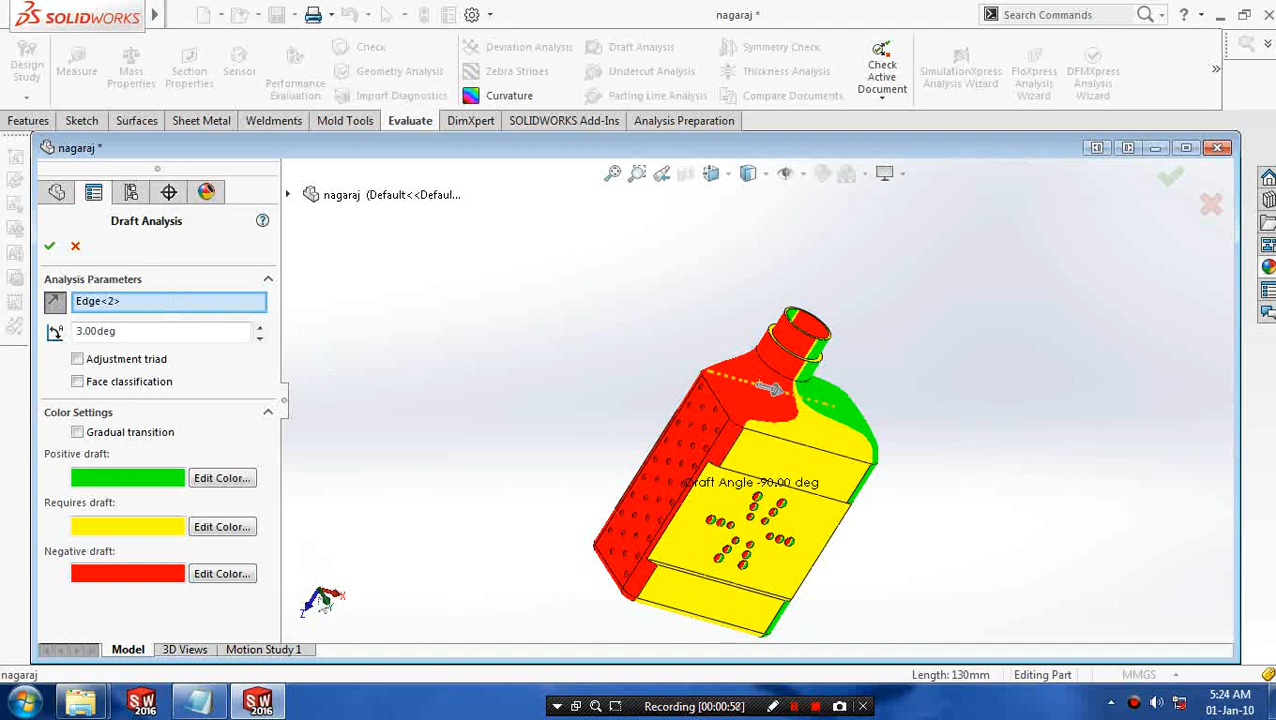 SOLIDWORKS
nagaraj *
Search Commands
?
Design Study
Measure
Mass Properties
Section Properties
Sensor
Performance Evaluation
Check
Geometry Analysis
Import Diagnostics
Deviation Analysis
Zebra Stripes
Curvature
Draft Analysis
Undercut Analysis
Parting Line Analysis
Symmetry Check
Thickness Analysis
Compare Documents
Check Active Document
SimulationXpress Analysis Wizard
FloXpress Analysis Wizard
DFMXpress Analysis Wizard
Features
Sketch
Surfaces
Sheet Metal
Weldments
Mold Tools
Evaluate
DimXpert
SOLIDWORKS Add-Ins
Analysis Preparation
nagaraj *
nagaraj (Default<<Defaul...
Draft Analysis
?
Analysis Parameters
Edge<2>
3.00deg
Adjustment triad
Face classification
Color Settings
Gradual transition
Positive draft:
Edit Color...
Requires draft:
Edit Color...
Negative draft:
Edit Color...
Draft Angle -90.00 deg
X
Y
Z
Model
3D Views
Motion Study 1
nagaraj
Length: 130mm
Editing Part
MMGS
SW 2016
SW 2016
Recording [00:00:58]
5:24 AM
01-Jan-10